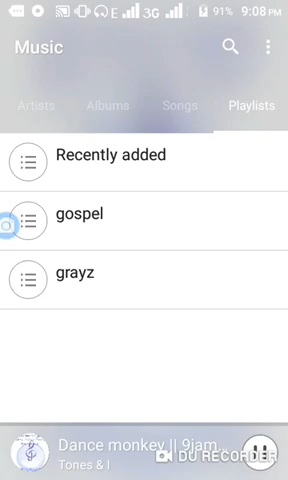 E 3G 91% 9:08 PM
Music
Artists Albums Songs Playlists
Recently added
gospel
grayz
Dance monkey || 9jam...
Tones & I
DU RECORDER